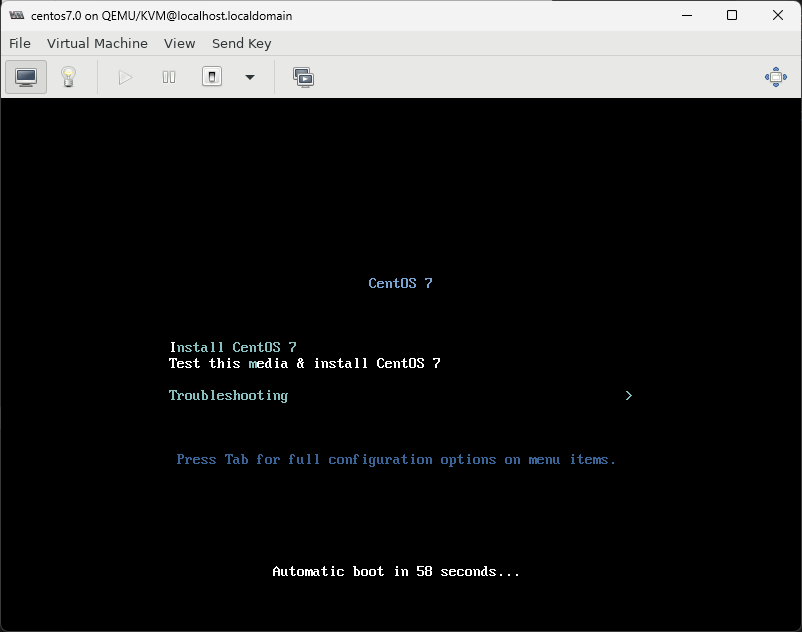 centos7.0 on QEMU/KVM@localhost.localdomain
File Virtual Machine View Send Key
CentOS 7
Install CentOS 7
Test this media & install CentOS 7
Troubleshooting >
Press Tab for full configuration options on menu items.
Automatic boot in 58 seconds...